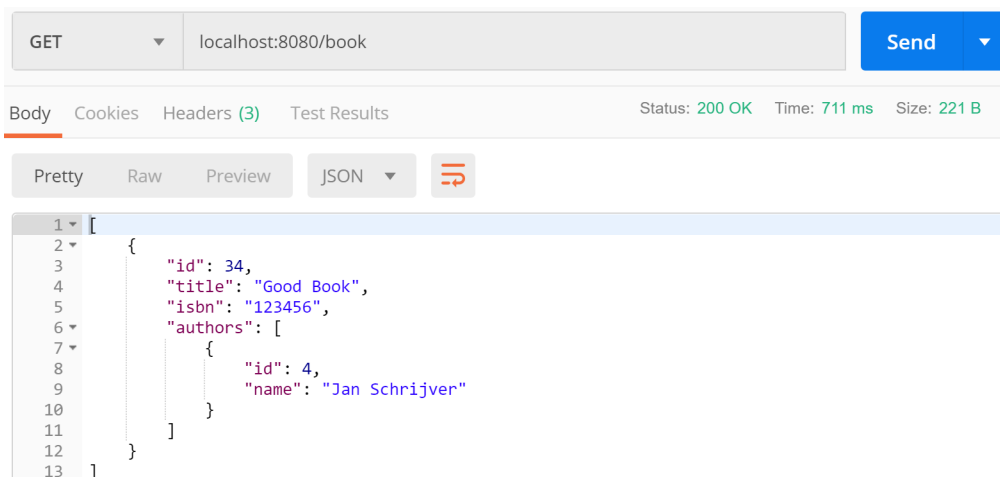 GET localhost:8080/book Send
Body Cookies Headers (3) Test Results Status: 200 OK Time: 711 ms Size: 221 B
Pretty Raw Preview JSON
1 [
2 {
3 "id": 34,
4 "title": "Good Book",
5 "isbn": "123456",
6 "authors": [
7 {
8 "id": 4,
9 "name": "Jan Schrijver"
10 }
11 ]
12 }
13 ]